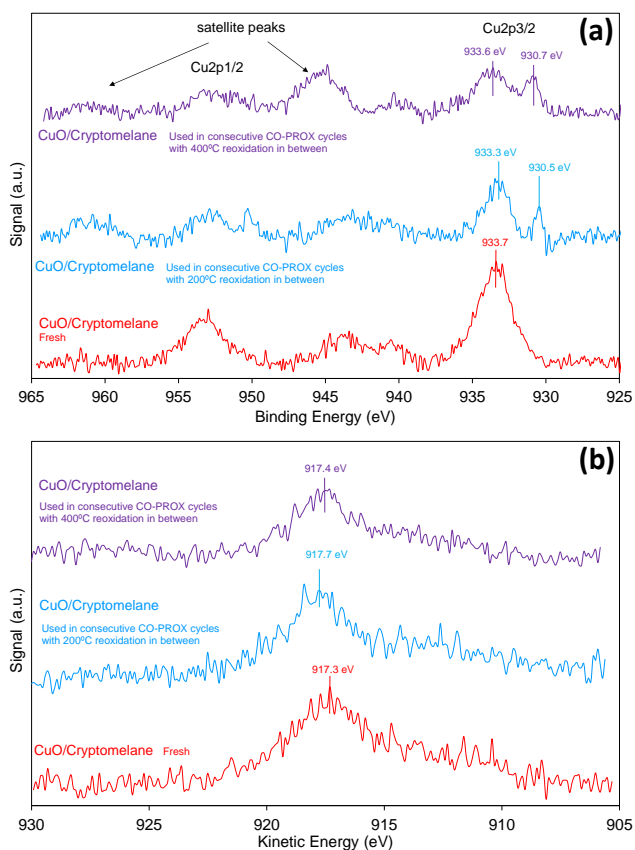 satellite peaks
Cu2p3/2
(a)
Cu2p1/2
933.6 eV
930.7 eV
CuO/Cryptomelane
Used in consecutive CO-PROX cycles
with 400ºC reoxidation in between
933.3 eV
930.5 eV
CuO/Cryptomelane
Used in consecutive CO-PROX cycles
with 200ºC reoxidation in between
933.7
CuO/Cryptomelane
Fresh
Signal (a.u.)
965 960 955 950 945 940 935 930 925
Binding Energy (eV)
(b)
917.4 eV
CuO/Cryptomelane
Used in consecutive CO-PROX cycles
with 400ºC reoxidation in between
917.7 eV
CuO/Cryptomelane
Used in consecutive CO-PROX cycles
with 200ºC reoxidation in between
917.3 eV
CuO/Cryptomelane Fresh
Signal (a.u.)
930 925 920 915 910 905
Kinetic Energy (eV)